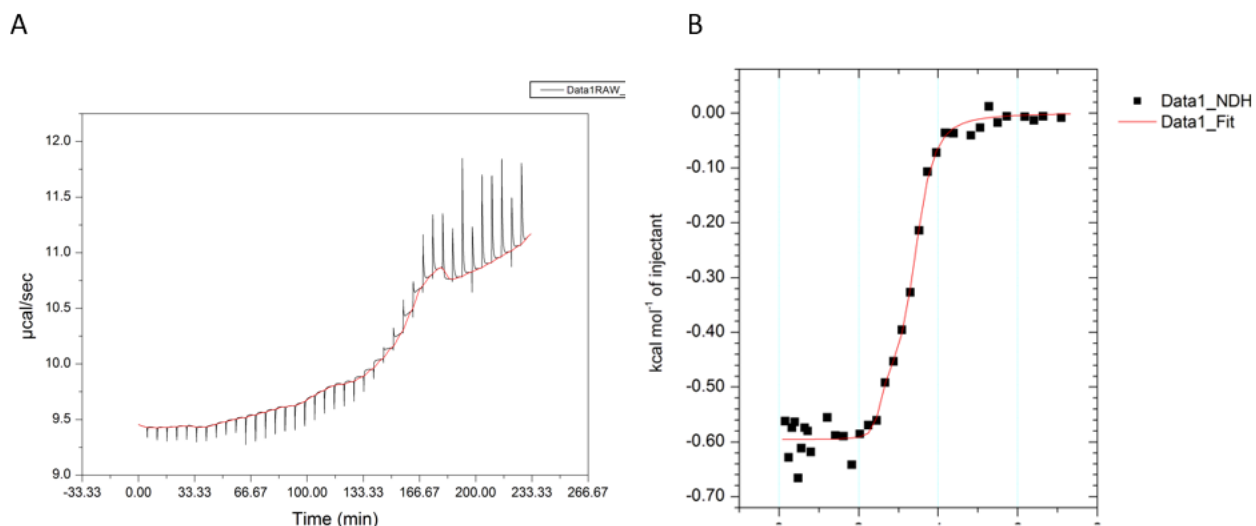 A
B
Data1RAW_
12.0
11.5
11.0
10.5
10.0
9.5
9.0
µcal/sec
-33.33 0.00 33.33 66.67 100.00 133.33 166.67 200.00 233.33 266.67
Time (min)
0.00
-0.10
-0.20
-0.30
-0.40
-0.50
-0.60
-0.70
kcal mol⁻¹ of injectant
Data1_NDH
Data1_Fit